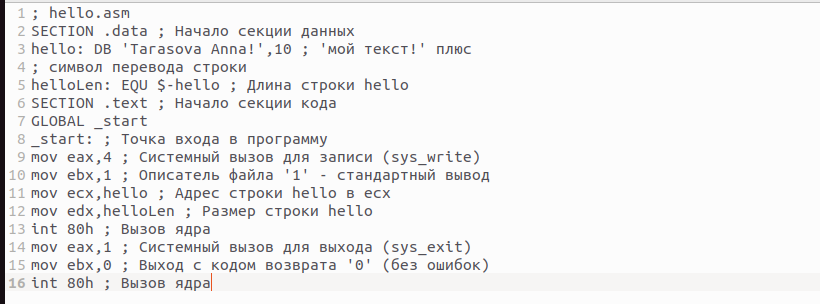 1 ; hello.asm
2 SECTION .data ; Начало секции данных
3 hello: DB 'Tarasova Anna!',10 ; 'мой текст!' плюс
4 ; символ перевода строки
5 helloLen: EQU $-hello ; Длина строки hello
6 SECTION .text ; Начало секции кода
7 GLOBAL _start
8 _start: ; Точка входа в программу
9 mov eax,4 ; Системный вызов для записи (sys_write)
10 mov ebx,1 ; Описатель файла '1' - стандартный вывод
11 mov ecx,hello ; Адрес строки hello в ecx
12 mov edx,helloLen ; Размер строки hello
13 int 80h ; Вызов ядра
14 mov eax,1 ; Системный вызов для выхода (sys_exit)
15 mov ebx,0 ; Выход с кодом возврата '0' (без ошибок)
16 int 80h ; Вызов ядра